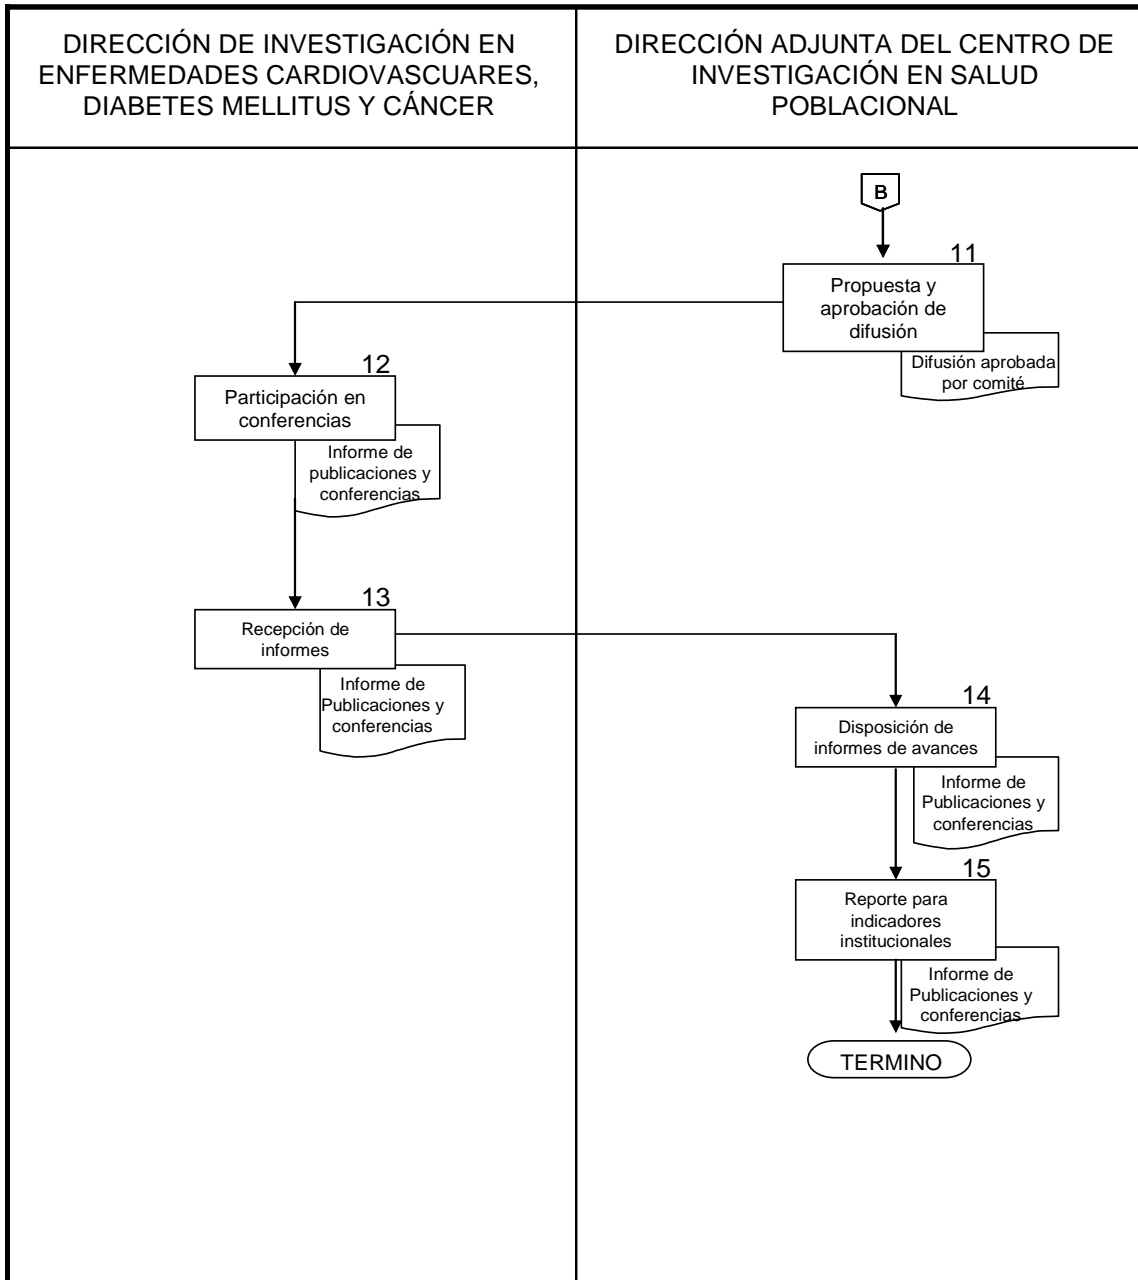 DIRECCIÓN DE INVESTIGACIÓN EN
ENFERMEDADES CARDIOVASCUARES,
DIABETES MELLITUS Y CÁNCER
DIRECCIÓN ADJUNTA DEL CENTRO DE
INVESTIGACIÓN EN SALUD
POBLACIONAL
B
11
Propuesta y
aprobación de
difusión
Difusión aprobada
por comité
12
Participación en
conferencias
Informe de
publicaciones y
conferencias
13
Recepción de
informes
Informe de
Publicaciones y
conferencias
14
Disposición de
informes de avances
Informe de
Publicaciones y
conferencias
15
Reporte para
indicadores
institucionales
Informe de
Publicaciones y
conferencias
TERMINO